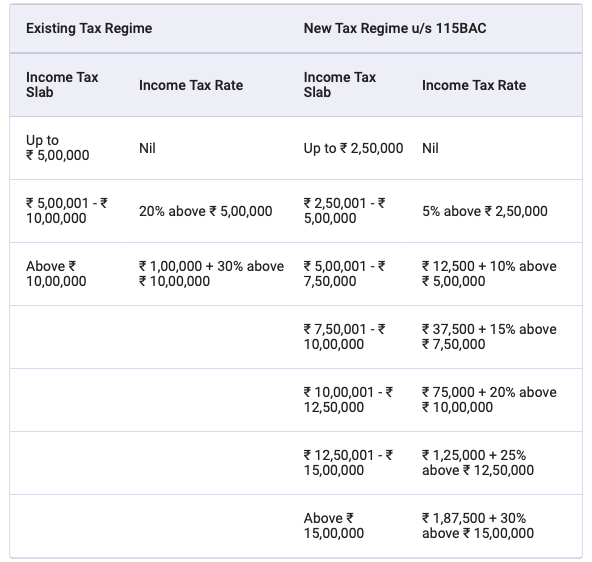 Existing Tax Regime New Tax Regime u/s 115BAC
Income Tax
Slab
Income Tax Rate
Income Tax
Slab
Income Tax Rate
Up to
₹ 5,00,000
Nil
Up to ₹ 2,50,000
Nil
₹ 5,00,001 - ₹
10,00,000
20% above ₹ 5,00,000
₹ 2,50,001 - ₹
5,00,000
5% above ₹ 2,50,000
Above ₹
10,00,000
₹ 1,00,000 + 30% above
₹ 10,00,000
₹ 5,00,001 - ₹
7,50,000
₹ 12,500 + 10% above
₹ 5,00,000
₹ 7,50,001 - ₹
10,00,000
₹ 37,500 + 15% above
₹ 7,50,000
₹ 10,00,001 - ₹
12,50,000
₹ 75,000 + 20% above
₹ 10,00,000
₹ 12,50,001 - ₹
15,00,000
₹ 1,25,000 + 25%
above ₹ 12,50,000
Above ₹
15,00,000
₹ 1,87,500 + 30%
above ₹ 15,00,000